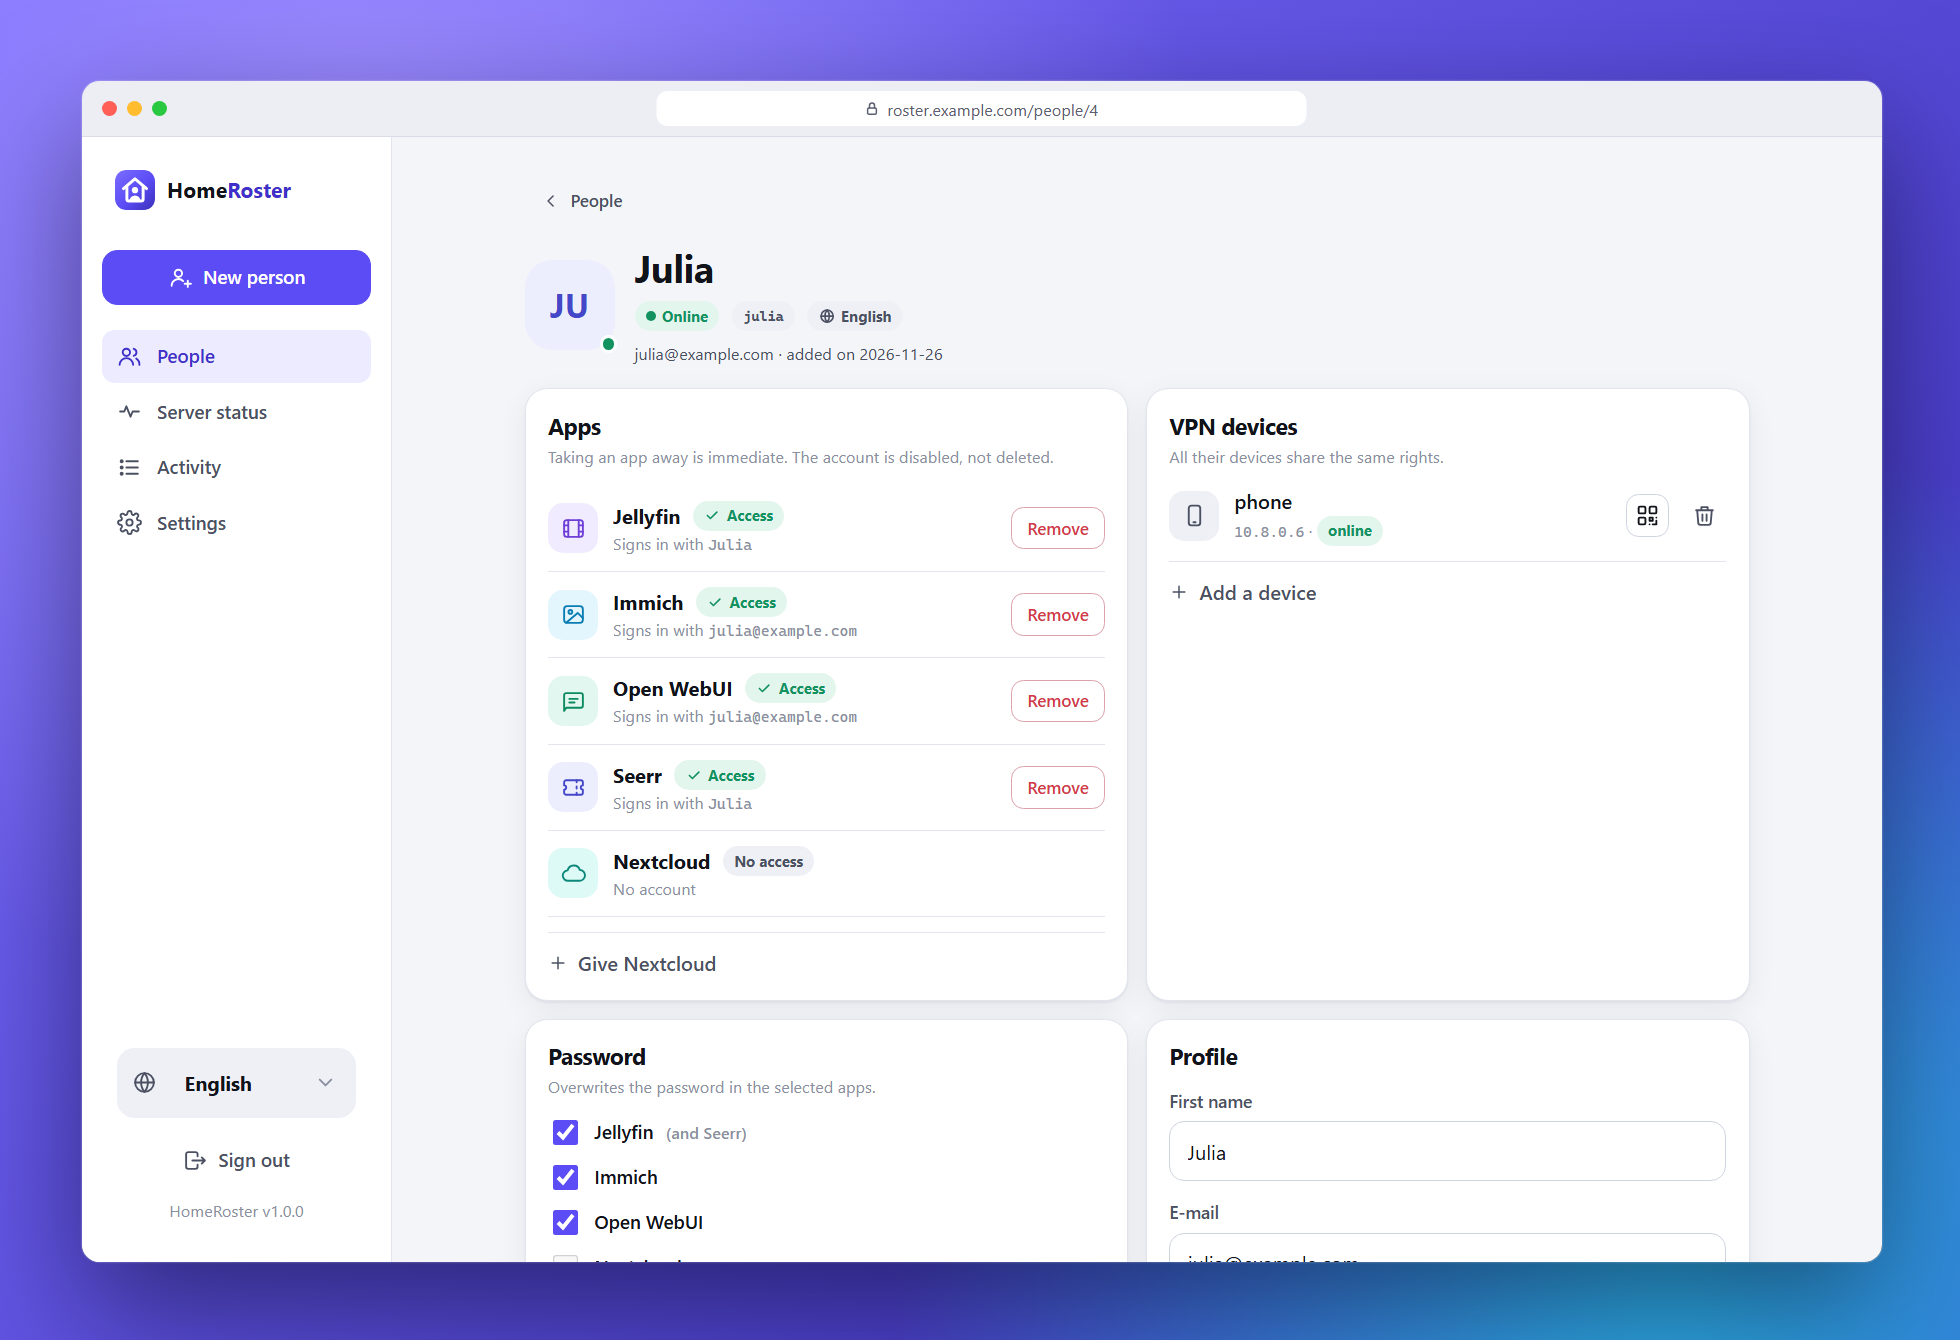 roster.example.com/people/4
HomeRoster
New person
People
Server status
Activity
Settings
English
Sign out
HomeRoster v1.0.0
People
JU
Julia
Online
julia
English
julia@example.com · added on 2026-11-26
Apps
Taking an app away is immediate. The account is disabled, not deleted.
Jellyfin
Access
Signs in with Julia
Remove
Immich
Access
Signs in with julia@example.com
Remove
Open WebUI
Access
Signs in with julia@example.com
Remove
Seerr
Access
Signs in with Julia
Remove
Nextcloud
No access
No account
+ Give Nextcloud
VPN devices
All their devices share the same rights.
phone
10.8.0.6 · online
+ Add a device
Password
Overwrites the password in the selected apps.
Jellyfin (and Seerr)
Immich
Open WebUI
Profile
First name
Julia
E-mail
julia@example.com